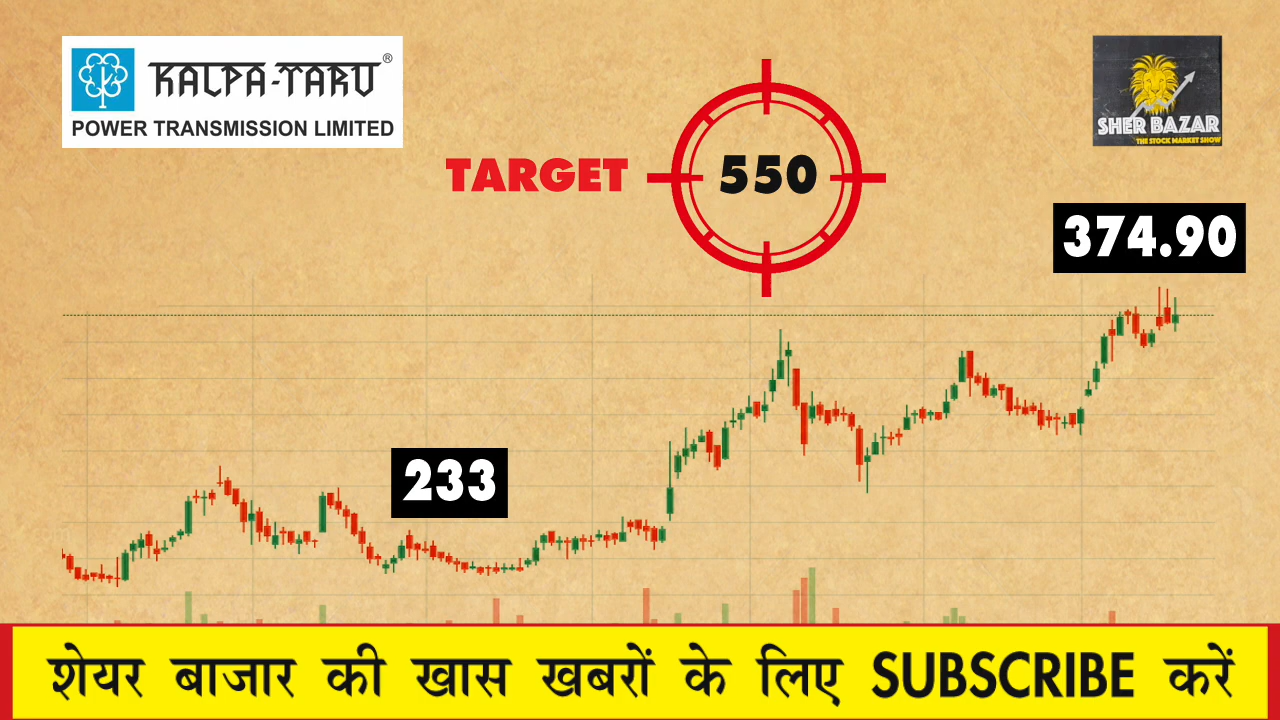 KALPA-TARU®
POWER TRANSMISSION LIMITED
TARGET 550
SHER BAZAR
THE STOCK MARKET SHOW
374.90
233
शेयर बाजार की खास खबरों के लिए SUBSCRIBE करें